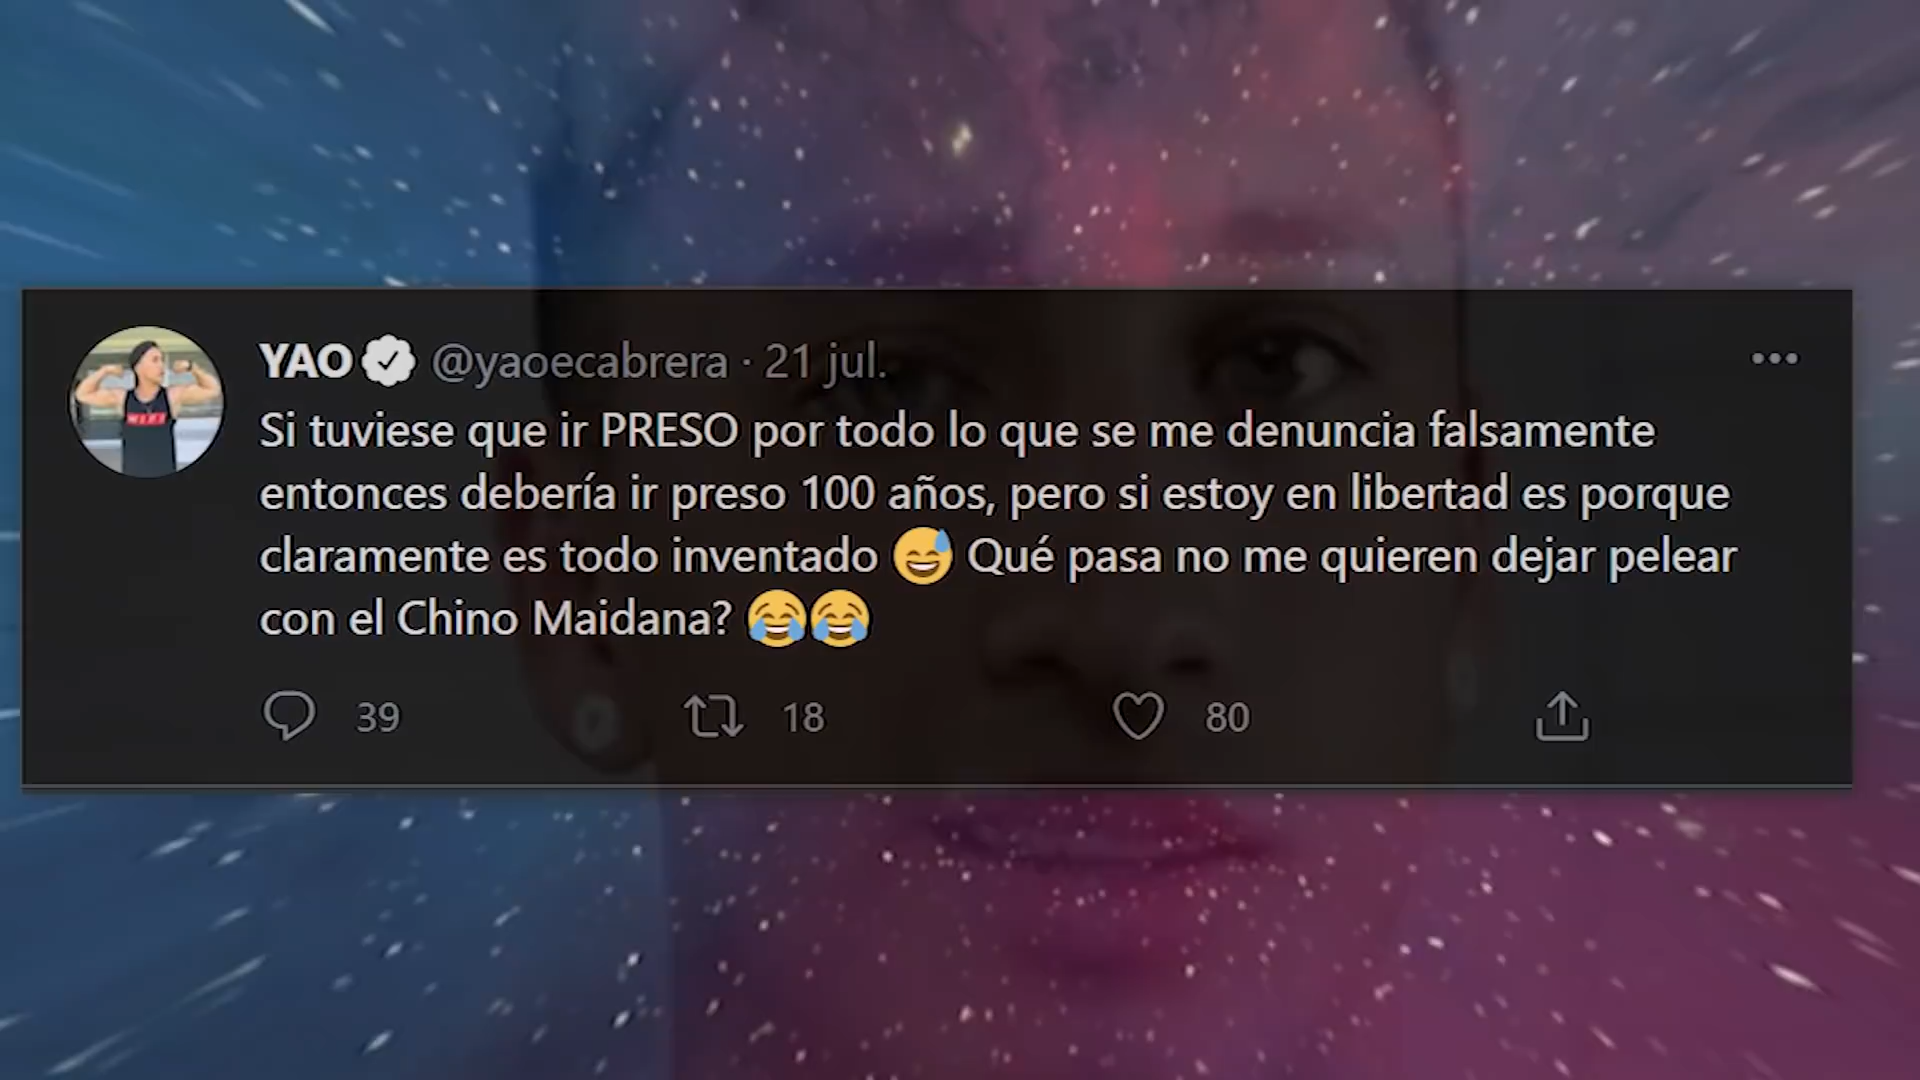 YAO @yaoecabrera · 21 jul.
Si tuviese que ir PRESO por todo lo que se me denuncia falsamente
entonces debería ir preso 100 años, pero si estoy en libertad es porque
claramente es todo inventado 😅 Qué pasa no me quieren dejar pelear
con el Chino Maidana? 😂😂
39 18 80